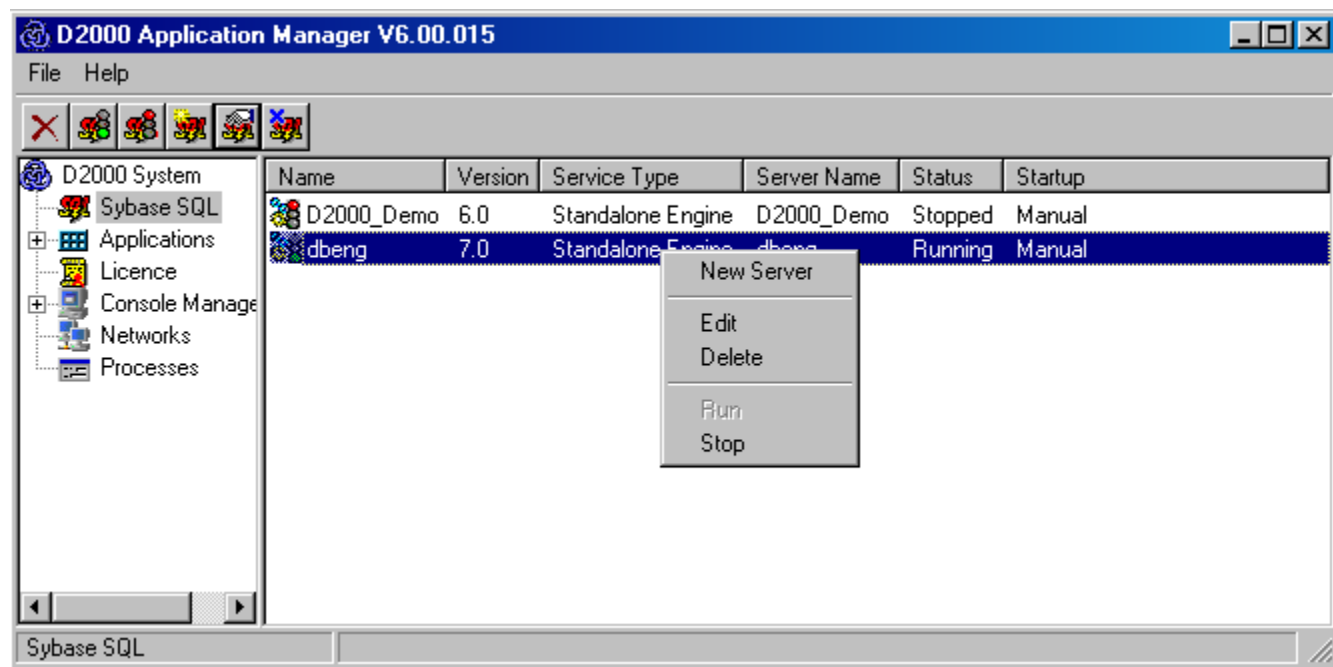 D2000 Application Manager V6.00.015
File Help
D2000 System
Sybase SQL
Applications
Licence
Console Manage
Networks
Processes
Name Version Service Type Server Name Status Startup
D2000_Demo 6.0 Standalone Engine D2000_Demo Stopped Manual
dbeng 7.0 Standalone Engine dbeng Running Manual
New Server
Edit
Delete
Run
Stop
Sybase SQL